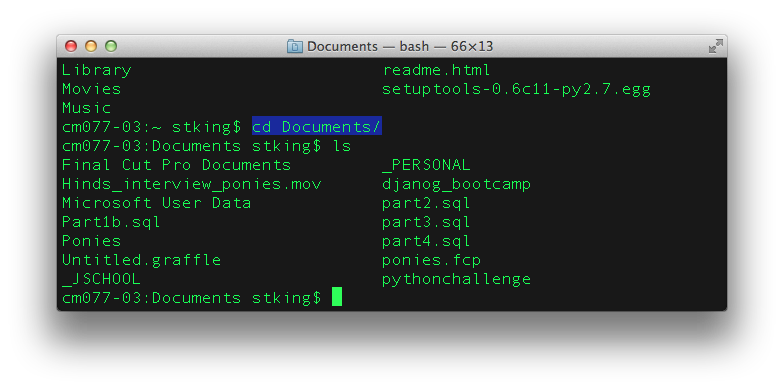 Documents — bash — 66×13
Library readme.html
Movies setuptools-0.6c11-py2.7.egg
Music
cm077-03:~ stking$ cd Documents/
cm077-03:Documents stking$ ls
Final Cut Pro Documents _PERSONAL
Hinds_interview_ponies.mov djanog_bootcamp
Microsoft User Data part2.sql
Part1b.sql part3.sql
Ponies part4.sql
Untitled.graffle ponies.fcp
_JSCHOOL pythonchallenge
cm077-03:Documents stking$